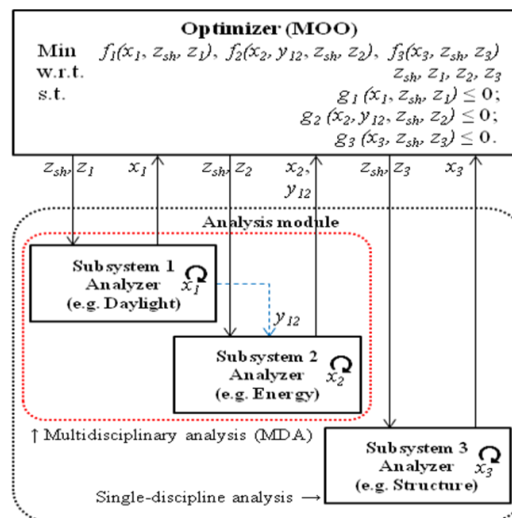 Optimizer (MOO)
Min f1(x1, zsh, z1), f2(x2, y12, zsh, z2), f3(x3, zsh, z3)
w.r.t. zsh, z1, z2, z3
s.t. g1 (x1, zsh, z1) ≤ 0;
g2 (x2, y12, zsh, z2) ≤ 0;
g3 (x3, zsh, z3) ≤ 0.
zsh, z1 x1 zsh, z2 x2, zsh, z3 x3
y12
Analysis module
Subsystem 1
Analyzer x1
(e.g. Daylight)
y12
Subsystem 2
Analyzer x2
(e.g. Energy)
↑ Multidisciplinary analysis (MDA)
Subsystem 3
Analyzer x3
(e.g. Structure)
Single-discipline analysis →